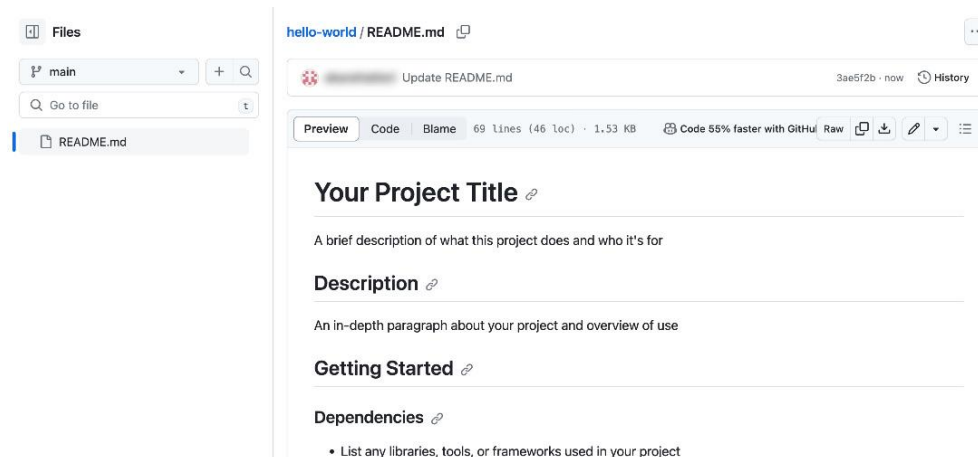 Files
main
Go to file
t
README.md
hello-world / README.md
Update README.md
3ae5f2b · now
History
Preview
Code
Blame
69 lines (46 loc) · 1.53 KB
Code 55% faster with GitHu
Raw
Your Project Title
A brief description of what this project does and who it's for
Description
An in-depth paragraph about your project and overview of use
Getting Started
Dependencies
• List any libraries, tools, or frameworks used in your project